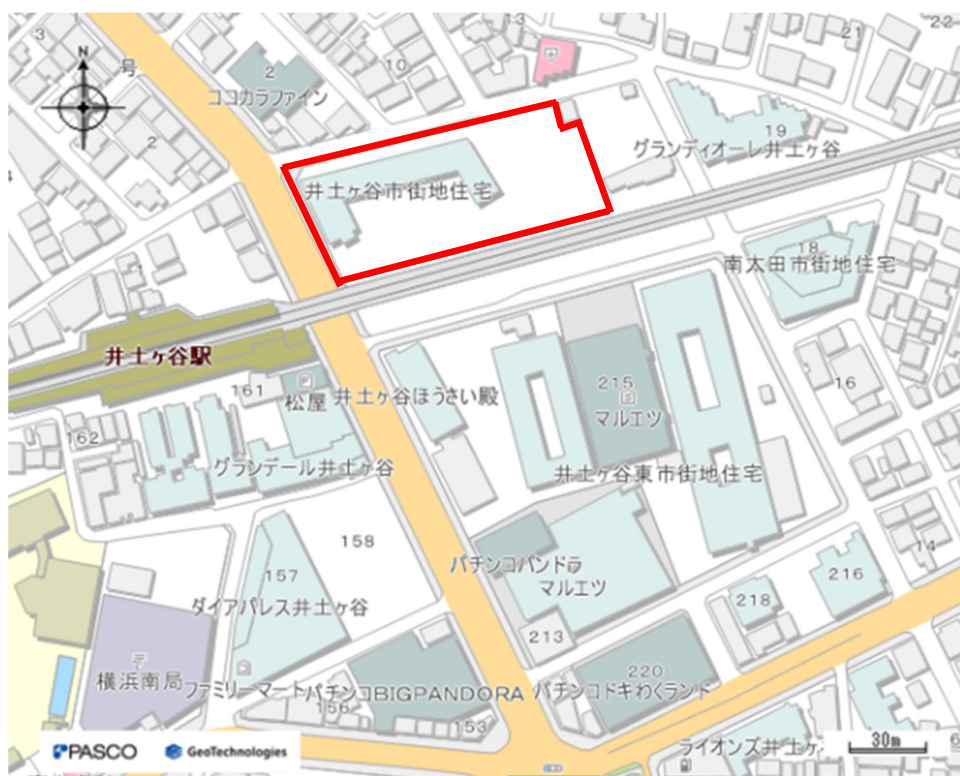 13
22
21
3
号
N
2
10
ココカラファイン
2
19
グランディオーレ井土ヶ谷
井土ヶ谷市街地住宅
18
南太田市街地住宅
1
井土ヶ谷駅
161
松屋
井土ヶ谷ほうさい殿
215
マルエツ
16
162
グランデール井土ヶ谷
井土ヶ谷東市街地住宅
158
14
パチンコパンドラ
マルエツ
216
157
ダイアパレス井土ヶ谷
218
213
横浜南局
ファミリーマート
パチンコBIGPANDORA
パチンコドキわくランド
220
156
153
PASCO
GeoTechnologies
ライオンズ井土ヶ
30m
6